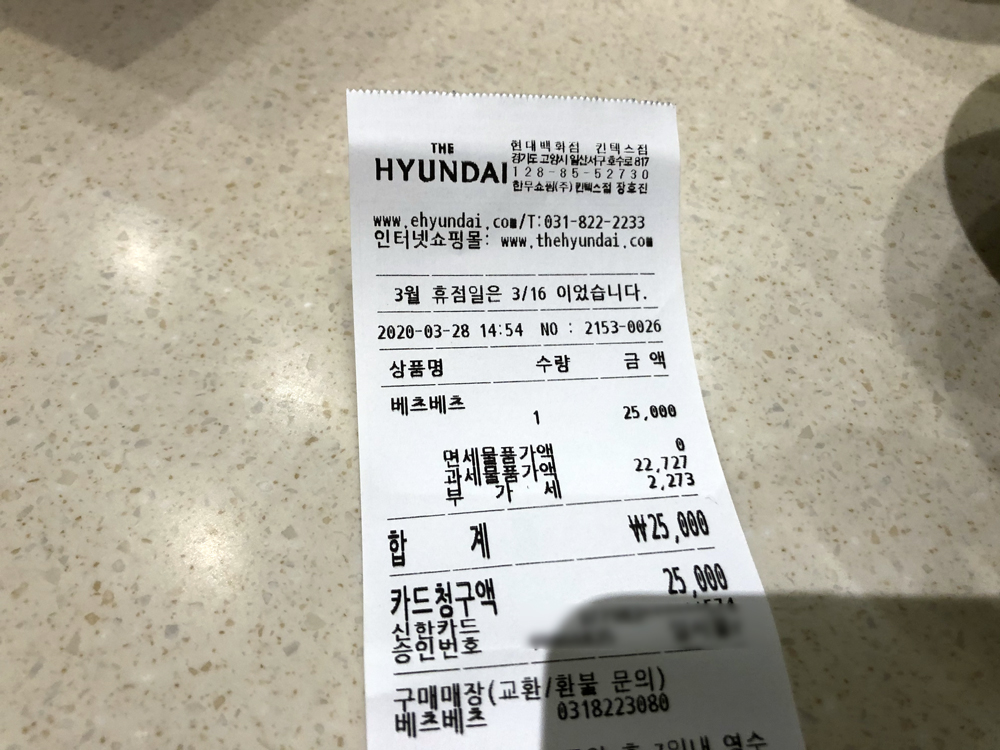 THE
HYUNDAI
현대백화점 킨텍스점
경기도 고양시 일산서구 호수로 817
128-85-52730
한무쇼핑(주) 킨텍스점 장호진
www.ehyundai.com/T:031-822-2233
인터넷쇼핑몰: www.thehyundai.com
3월 휴점일은 3/16 이었습니다.
2020-03-28 14:54 NO : 2153-0026
상품명 수량 금 액
베즈베즈
1 25,000
면세물품가액 0
과세물품가액 22,727
부 가 세 2,273
합 계 ₩25,000
카드청구액 25,000
신한카드
승인번호
구매매장(교환/환불 문의)
베즈베즈 0318223080